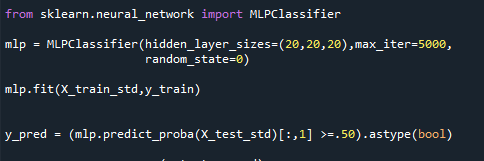 from sklearn.neural_network import MLPClassifier
mlp = MLPClassifier(hidden_layer_sizes=(20,20,20),max_iter=5000,
random_state=0)
mlp.fit(X_train_std,y_train)
y_pred = (mlp.predict_proba(X_test_std)[:,1] >=.50).astype(bool)